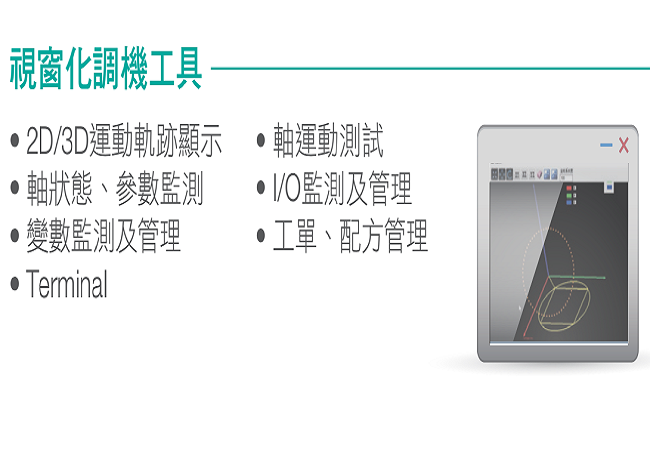 視窗化調機工具
• 2D/3D運動軌跡顯示
• 軸狀態、參數監測
• 變數監測及管理
• Terminal
• 軸運動測試
• I/O監測及管理
• 工單、配方管理